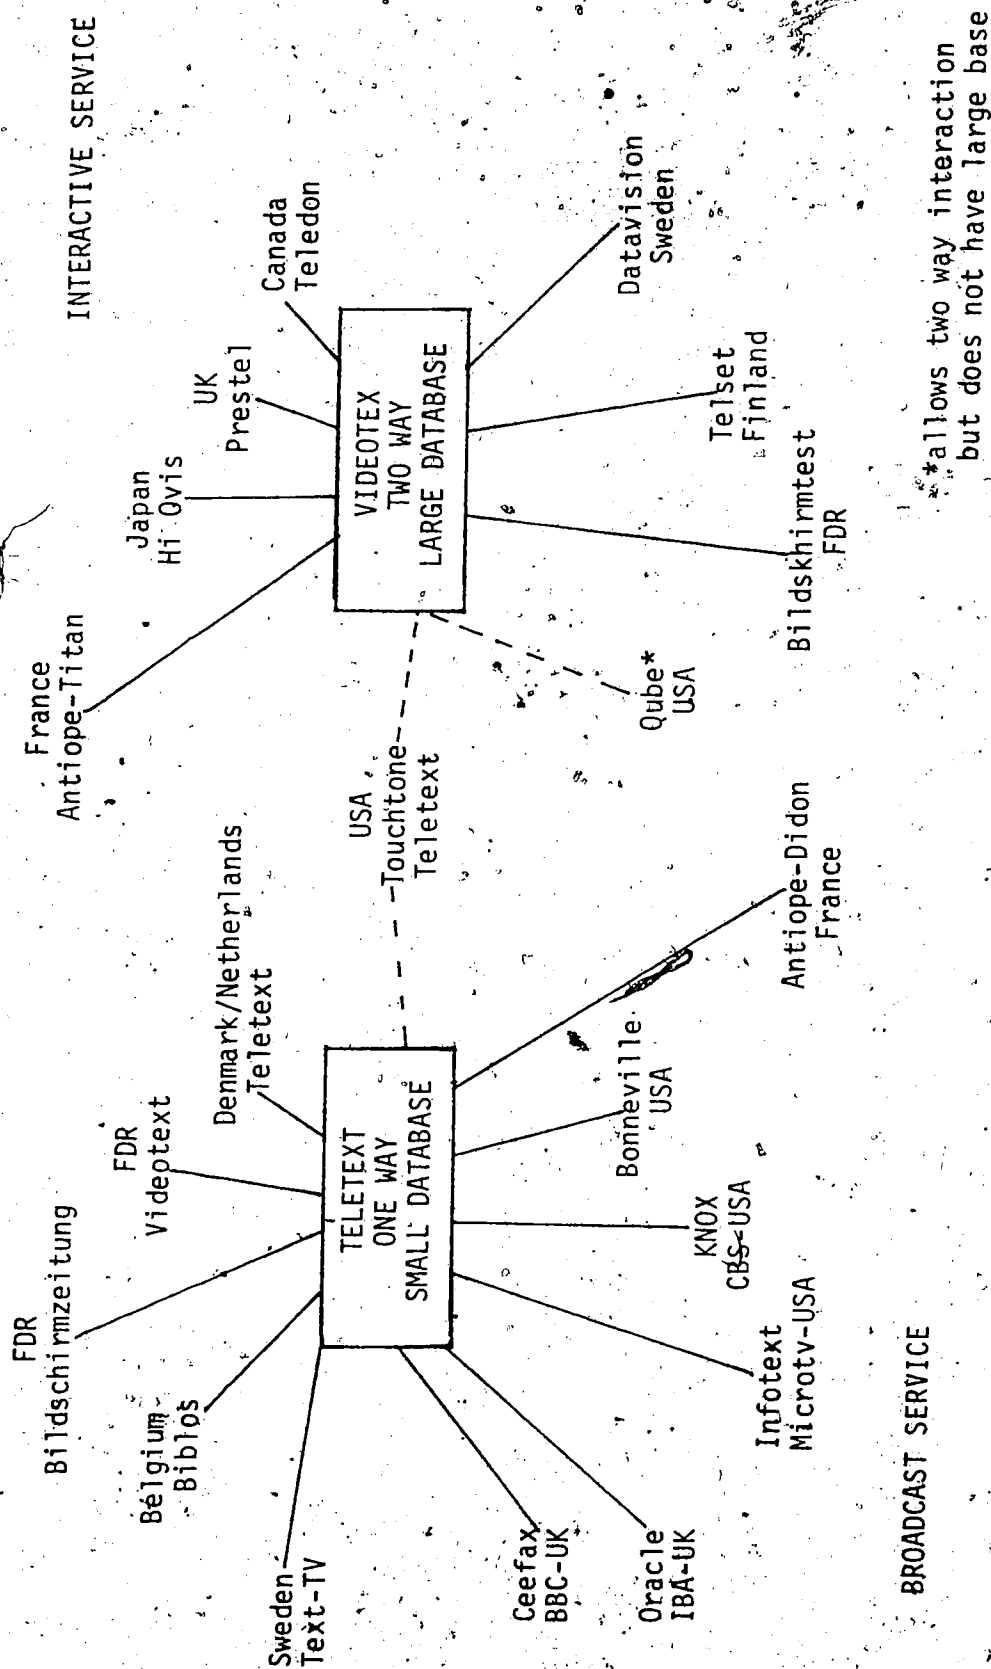 INTERACTIVE SERVICE
France
Antiope-Titan
Japan
Hi Ovis
UK
Prestel
Canada
Teledon
VIDEOTEX
TWO WAY
LARGE DATABASE
Datavision
Sweden
Telset
Finland
Bildskhirmtest
FDR
Qube*
USA
*allows two way interaction
but does not have large base
USA
Touchtone
Teletext
FDR
Bildschirmzeitung
FDR
Videotext
Denmark/Netherlands
Teletext
Belgium
Biblos
Sweden
Text-TV
TELETEXT
ONE WAY
SMALL DATABASE
Ceefax
BBC-UK
Oracle
IBA-UK
Infotext
Microtv-USA
KNOX
CBS-USA
Bonneville
USA
Antiope-Didon
France
BROADCAST SERVICE